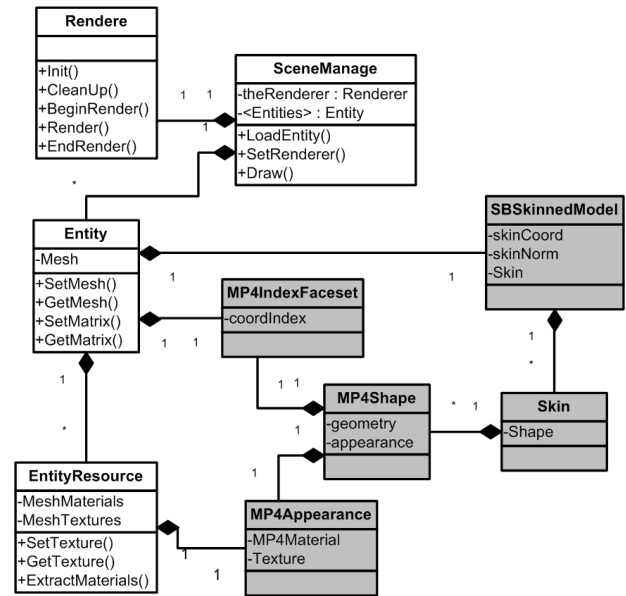 Rendere
+Init()
+CleanUp()
+BeginRender()
+Render()
+EndRender()
1 1
1
SceneManage
-theRenderer : Renderer
-<Entities> : Entity
+LoadEntity()
+SetRenderer()
+Draw()
*
Entity
-Mesh
+SetMesh()
+GetMesh()
+SetMatrix()
+GetMatrix()
1 1
SBSkinnedModel
-skinCoord
-skinNorm
-Skin
MP4IndexFaceset
-coordIndex
1 1
1
*
1
*
1 1
MP4Shape
-geometry
-appearance
* 1
Skin
-Shape
1
1
EntityResource
-MeshMaterials
-MeshTextures
+SetTexture()
+GetTexture()
+ExtractMaterials()
1
1
MP4Appearance
-MP4Material
-Texture